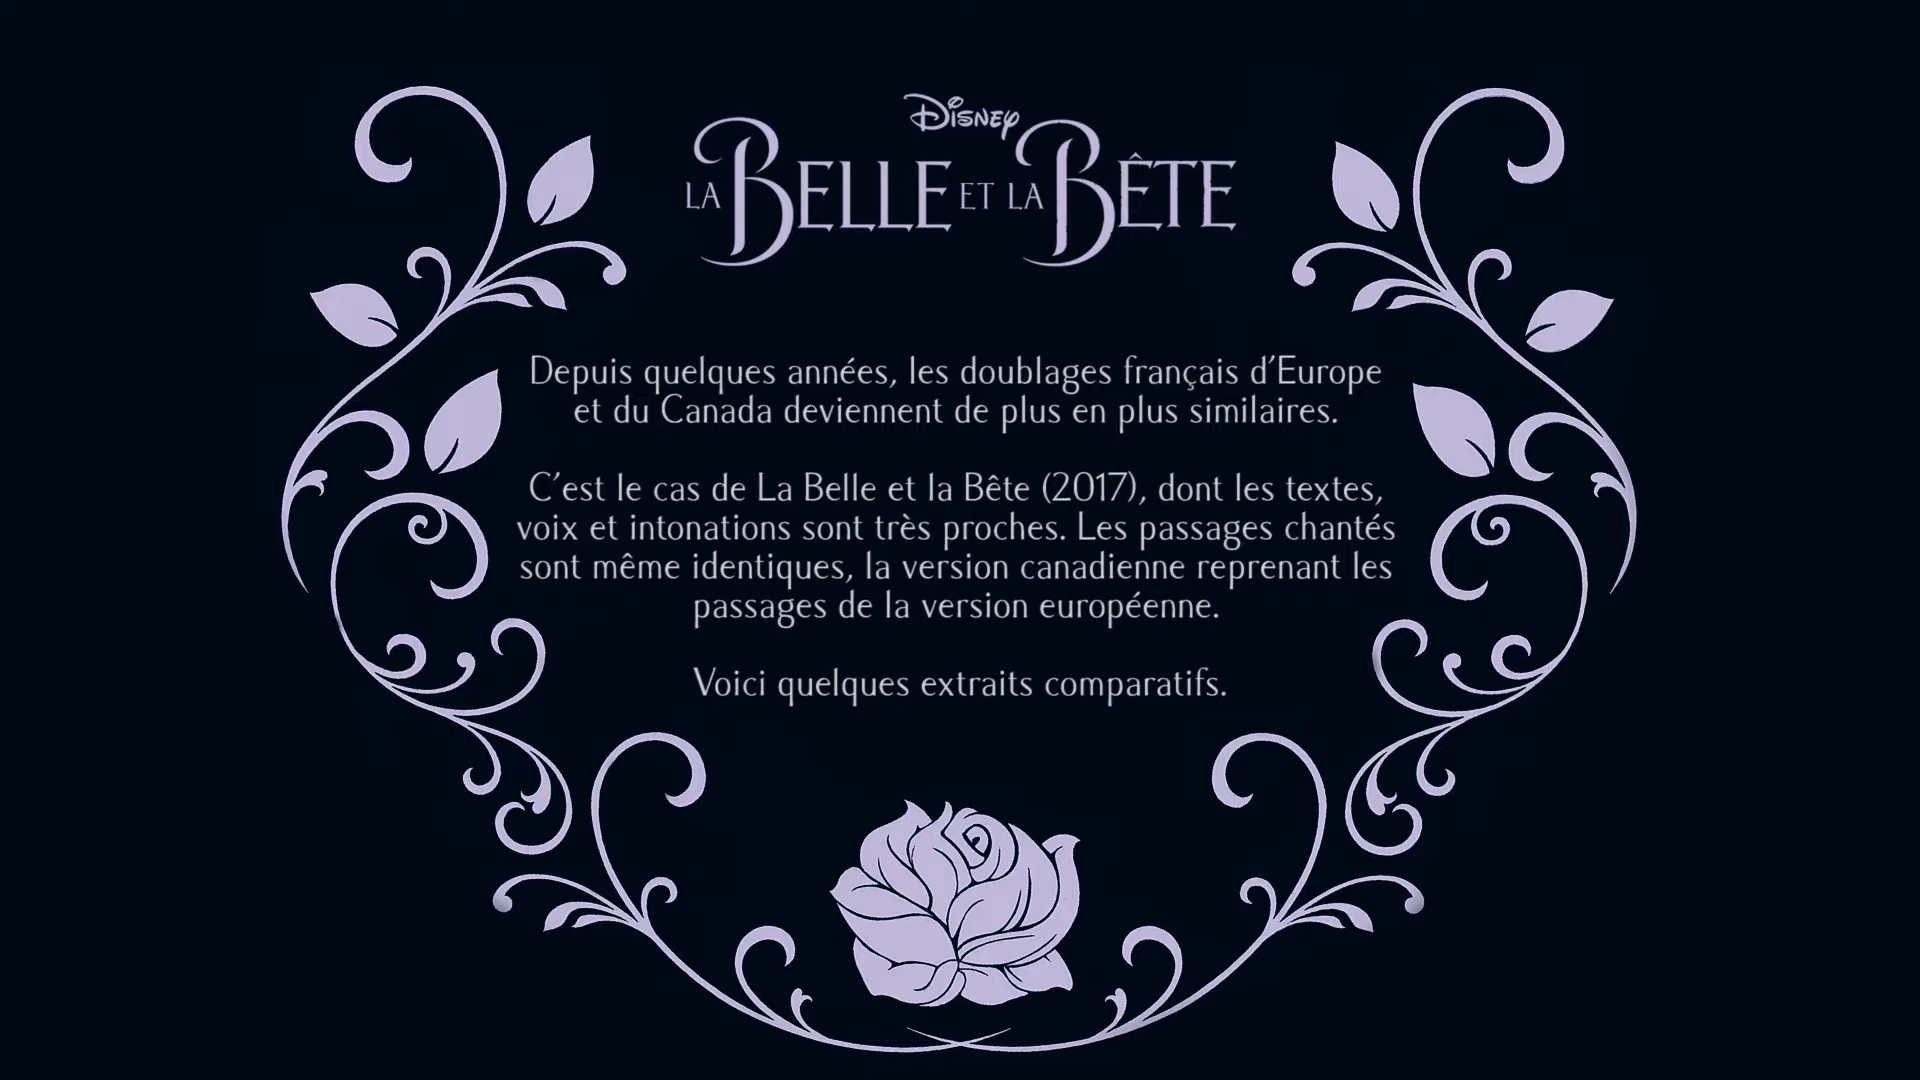 Disney
LA BELLE ET LA BÊTE
Depuis quelques années, les doublages français d’Europe
et du Canada deviennent de plus en plus similaires.
C’est le cas de La Belle et la Bête (2017), dont les textes,
voix et intonations sont très proches. Les passages chantés
sont même identiques, la version canadienne reprenant les
passages de la version européenne.
Voici quelques extraits comparatifs.